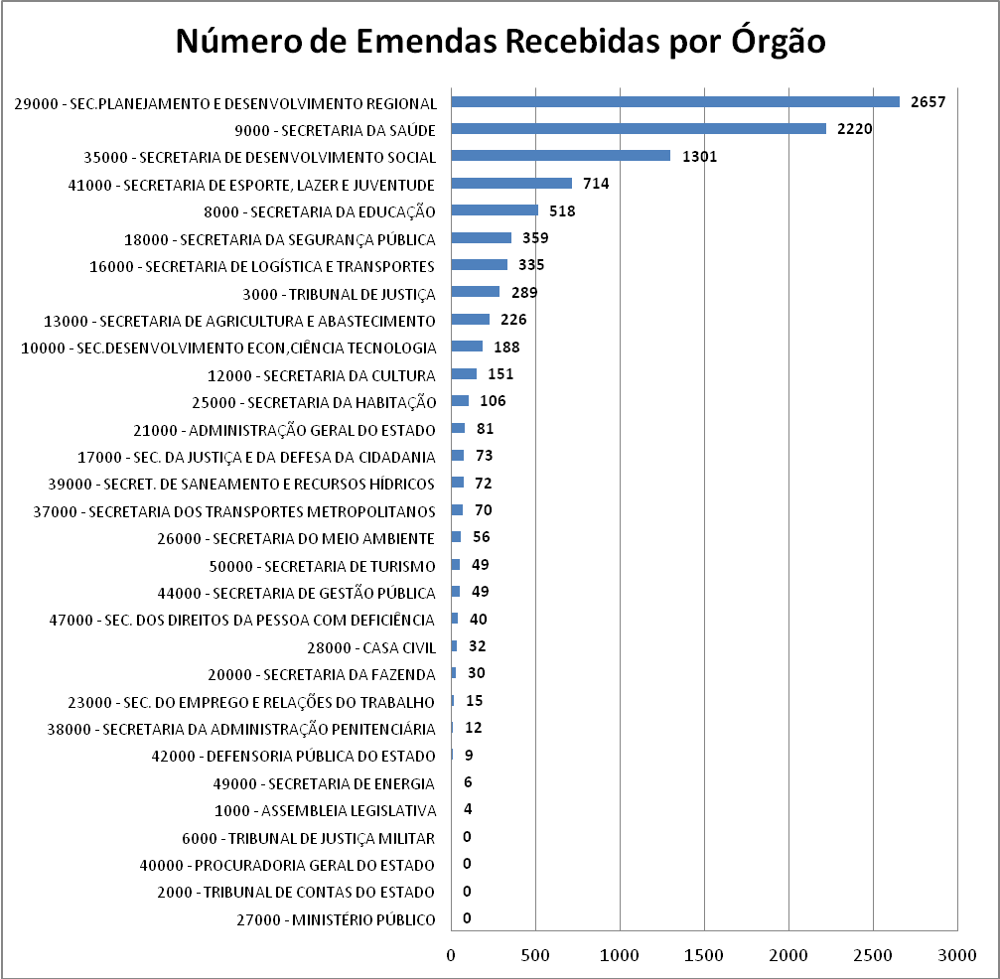 Número de Emendas Recebidas por Órgão
29000 - SEC.PLANEJAMENTO E DESENVOLVIMENTO REGIONAL 2657
9000 - SECRETARIA DA SAÚDE 2220
35000 - SECRETARIA DE DESENVOLVIMENTO SOCIAL 1301
41000 - SECRETARIA DE ESPORTE, LAZER E JUVENTUDE 714
8000 - SECRETARIA DA EDUCAÇÃO 518
18000 - SECRETARIA DA SEGURANÇA PÚBLICA 359
16000 - SECRETARIA DE LOGÍSTICA E TRANSPORTES 335
3000 - TRIBUNAL DE JUSTIÇA 289
13000 - SECRETARIA DE AGRICULTURA E ABASTECIMENTO 226
10000 - SEC.DESENVOLVIMENTO ECON,CIÊNCIA TECNOLOGIA 188
12000 - SECRETARIA DA CULTURA 151
25000 - SECRETARIA DA HABITAÇÃO 106
21000 - ADMINISTRAÇÃO GERAL DO ESTADO 81
17000 - SEC. DA JUSTIÇA E DA DEFESA DA CIDADANIA 73
39000 - SECRET. DE SANEAMENTO E RECURSOS HÍDRICOS 72
37000 - SECRETARIA DOS TRANSPORTES METROPOLITANOS 70
26000 - SECRETARIA DO MEIO AMBIENTE 56
50000 - SECRETARIA DE TURISMO 49
44000 - SECRETARIA DE GESTÃO PÚBLICA 49
47000 - SEC. DOS DIREITOS DA PESSOA COM DEFICIÊNCIA 40
28000 - CASA CIVIL 32
20000 - SECRETARIA DA FAZENDA 30
23000 - SEC. DO EMPREGO E RELAÇÕES DO TRABALHO 15
38000 - SECRETARIA DA ADMINISTRAÇÃO PENITENCIÁRIA 12
42000 - DEFENSORIA PÚBLICA DO ESTADO 9
49000 - SECRETARIA DE ENERGIA 6
1000 - ASSEMBLEIA LEGISLATIVA 4
6000 - TRIBUNAL DE JUSTIÇA MILITAR 0
40000 - PROCURADORIA GERAL DO ESTADO 0
2000 - TRIBUNAL DE CONTAS DO ESTADO 0
27000 - MINISTÉRIO PÚBLICO 0
0 500 1000 1500 2000 2500 3000